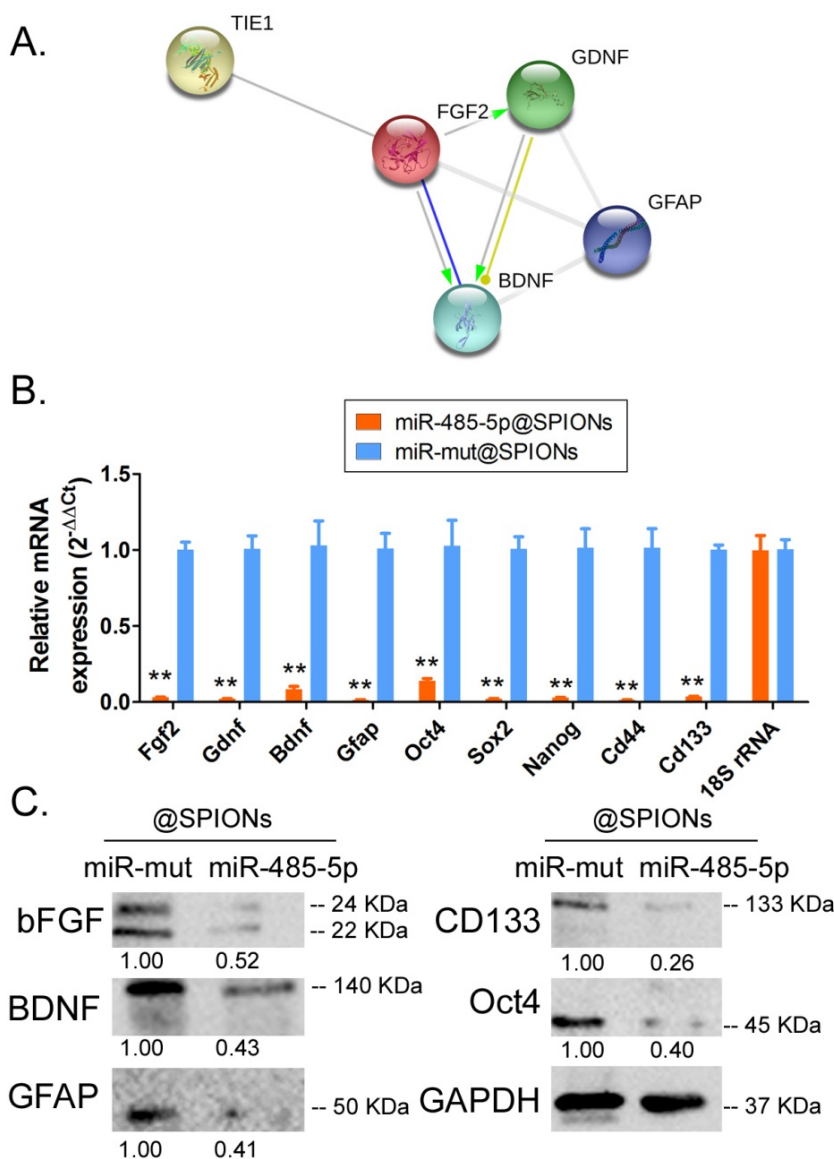 A.
TIE1
GDNF
FGF2
GFAP
BDNF
B.
miR-485-5p@SPIONs
miR-mut@SPIONs
Relative mRNA
expression (2^-ΔΔCt)
1.5
1.0
0.5
0.0
** ** ** ** ** ** ** ** **
Fgf2 Gdnf Bdnf Gfap Oct4 Sox2 Nanog Cd44 Cd133 18S rRNA
C.
@SPIONs
miR-mut miR-485-5p
bFGF
-- 24 KDa
-- 22 KDa
1.00 0.52
BDNF
-- 140 KDa
1.00 0.43
GFAP
-- 50 KDa
1.00 0.41
@SPIONs
miR-mut miR-485-5p
CD133
-- 133 KDa
1.00 0.26
Oct4
-- 45 KDa
1.00 0.40
GAPDH
-- 37 KDa